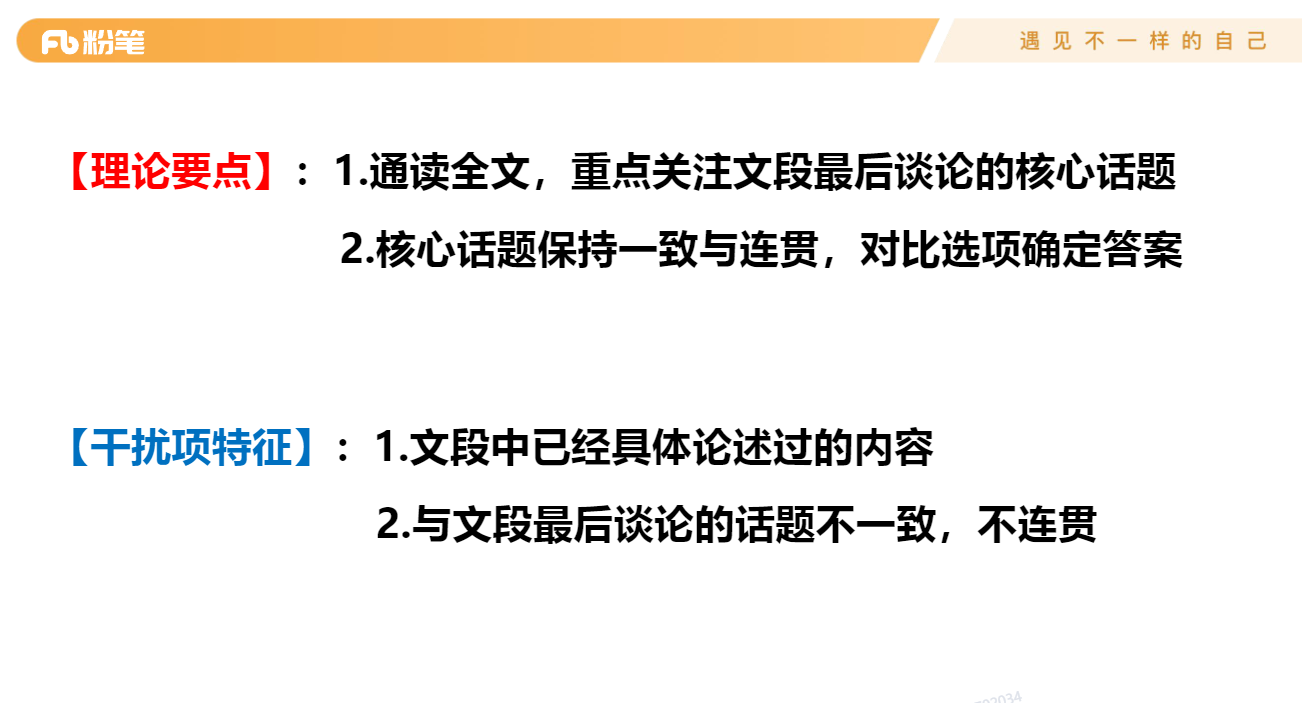 粉笔
遇见不一样的自己
【理论要点】：1.通读全文，重点关注文段最后谈论的核心话题
2.核心话题保持一致与连贯，对比选项确定答案
【干扰项特征】：1.文段中已经具体论述过的内容
2.与文段最后谈论的话题不一致，不连贯